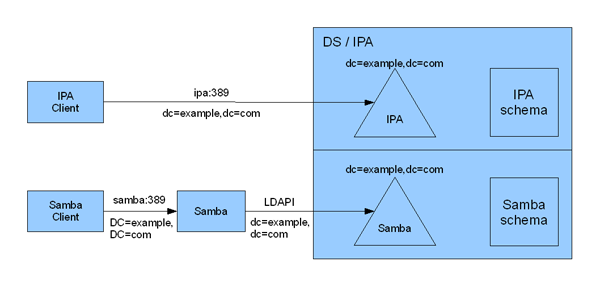 DS / IPA
dc=example,dc=com
IPA
Client
ipa:389
dc=example,dc=com
IPA
IPA
schema
dc=example,dc=com
Samba
Client
samba:389
DC=example,
DC=com
Samba
LDAPI
dc=example,
dc=com
Samba
Samba
schema